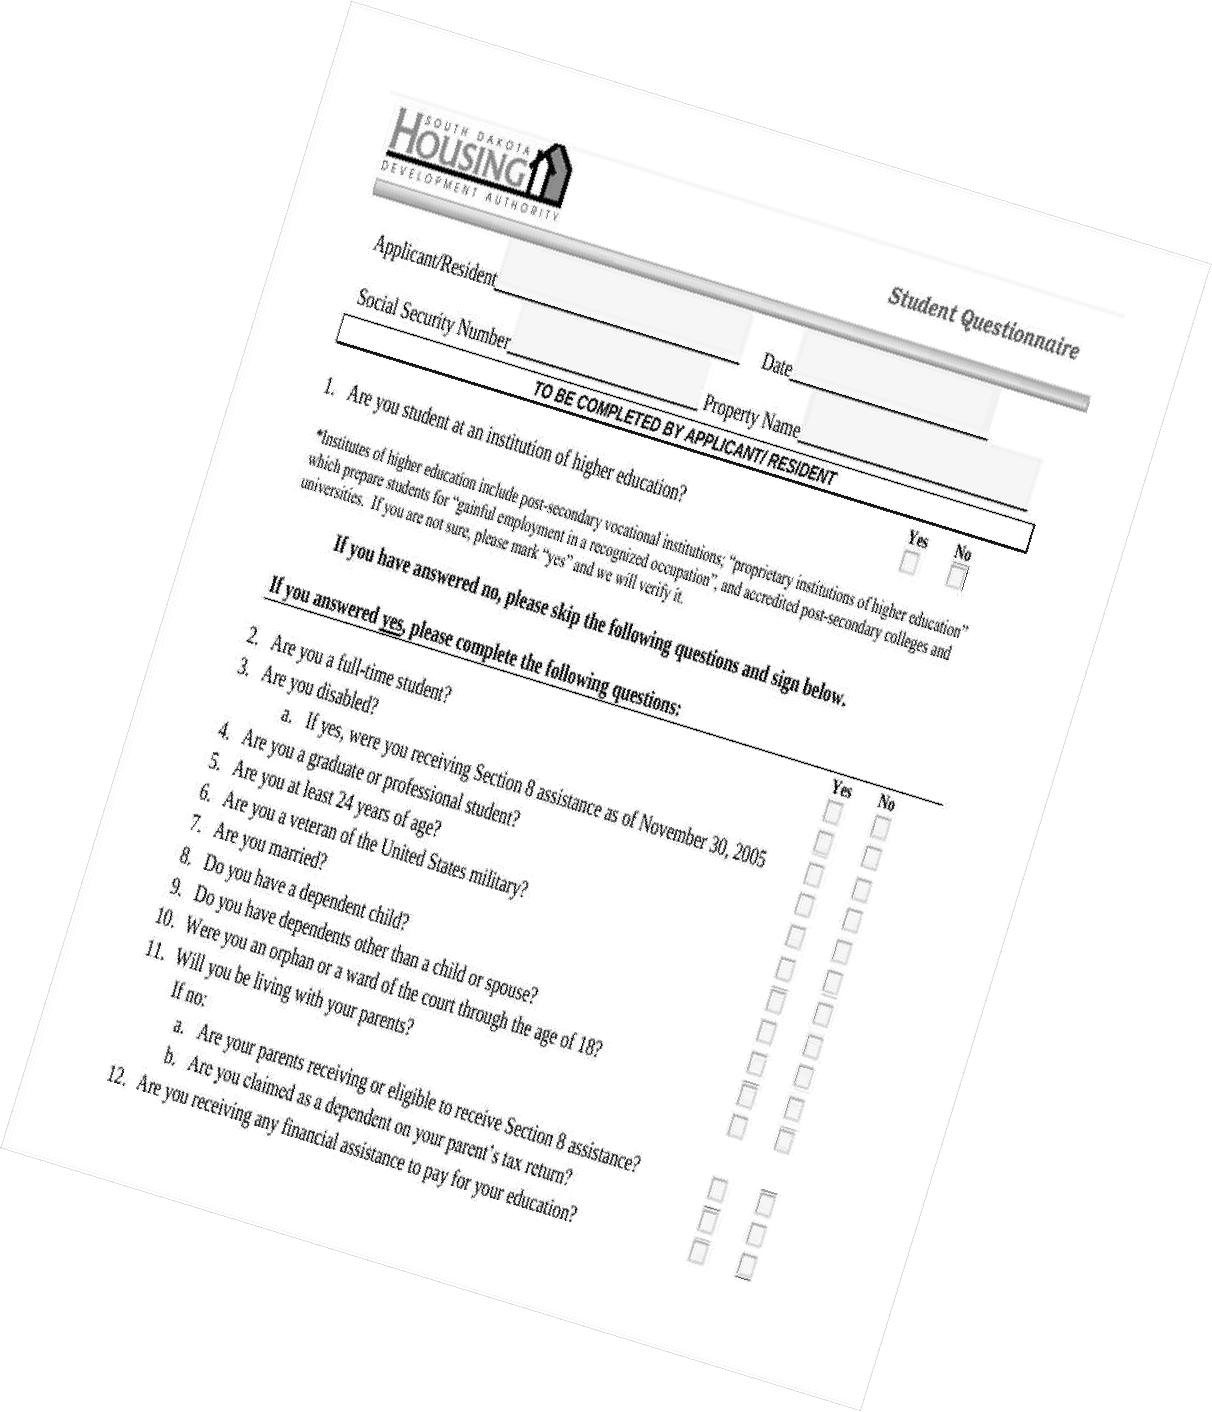 SOUTH DAKOTA
HOUSING
DEVELOPMENT AUTHORITY
Student Questionnaire
Applicant/Resident Date
Social Security Number Property Name
TO BE COMPLETED BY APPLICANT/ RESIDENT
Yes No
1. Are you student at an institution of higher education?
*Institutes of higher education include post-secondary vocational institutions; “proprietary institutions of higher education”
which prepare students for “gainful employment in a recognized occupation”, and accredited post-secondary colleges and
universities. If you are not sure, please mark “yes” and we will verify it.
If you have answered no, please skip the following questions and sign below.
If you answered yes, please complete the following questions:
Yes No
2. Are you a full-time student?
3. Are you disabled?
a. If yes, were you receiving Section 8 assistance as of November 30, 2005
4. Are you a graduate or professional student?
5. Are you at least 24 years of age?
6. Are you a veteran of the United States military?
7. Are you married?
8. Do you have a dependent child?
9. Do you have dependents other than a child or spouse?
10. Were you an orphan or a ward of the court through the age of 18?
11. Will you be living with your parents?
If no:
a. Are your parents receiving or eligible to receive Section 8 assistance?
b. Are you claimed as a dependent on your parent’s tax return?
12. Are you receiving any financial assistance to pay for your education?